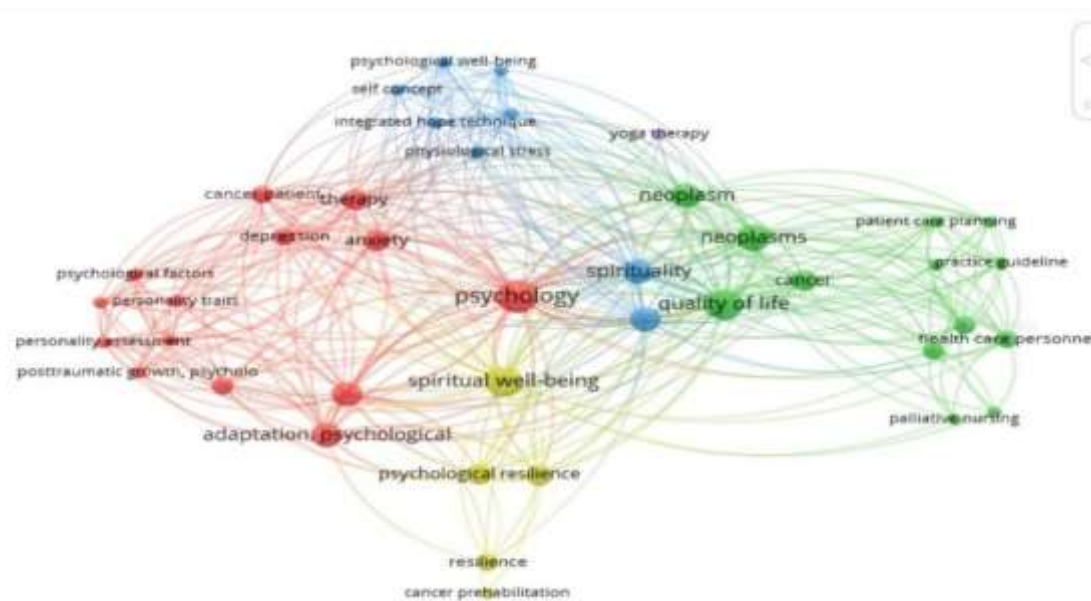 psychological well-being
self concept
integrated hope technique
physiological stress
yoga therapy
cancer patient
therapy
neoplasm
depression
anxiety
neoplasms
patient care planning
psychological factors
spirituality
cancer
practice guideline
personality traits
psychology
quality of life
personality assessment
health care personne
posttraumatic growth, psycholo
spiritual well-being
adaptation, psychological
palliative nursing
psychological resilience
resilience
cancer prehabilitation